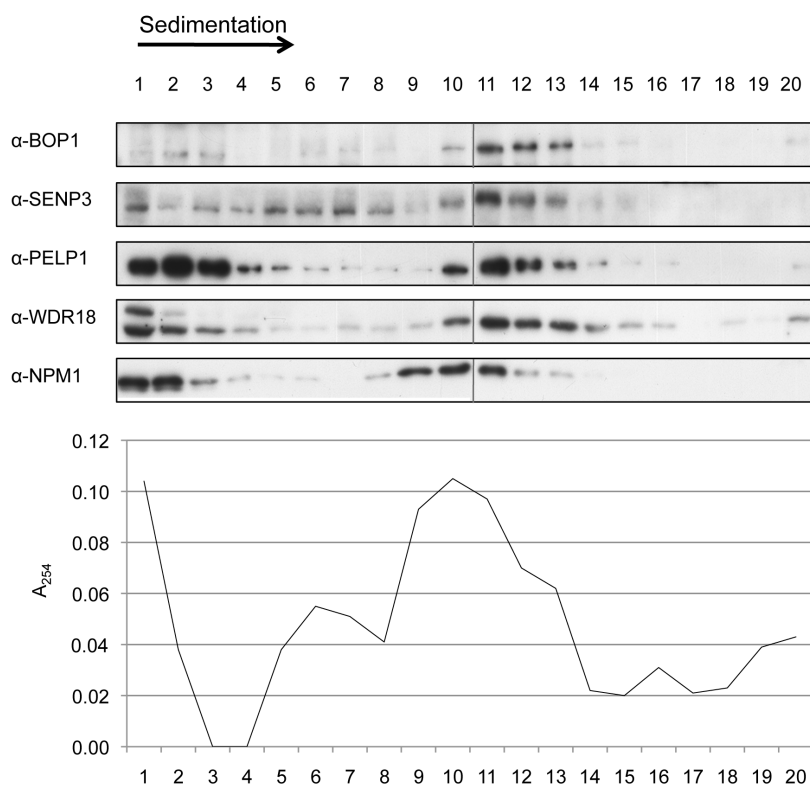 Sedimentation
1 2 3 4 5 6 7 8 9 10 11 12 13 14 15 16 17 18 19 20
α-BOP1
α-SENP3
α-PELP1
α-WDR18
α-NPM1
0.12
0.10
0.08
0.06
0.04
0.02
0.00
A254
1 2 3 4 5 6 7 8 9 10 11 12 13 14 15 16 17 18 19 20